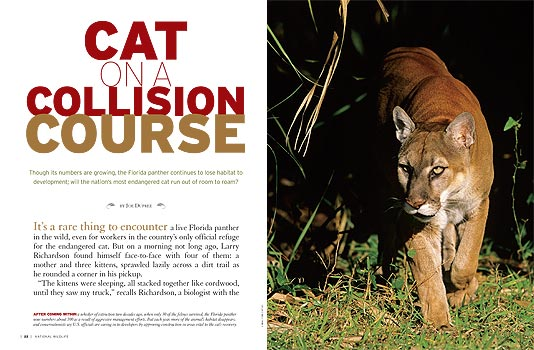 CAT
ON A
COLLISION
COURSE
Though its numbers are growing, the Florida panther continues to lose habitat to
development; will the nation's most endangered cat run out of room to roam?
BY JOE DUPREE
It's a rare thing to encounter a live Florida panther
in the wild, even for workers in the country's only official refuge
for the endangered cat. But on a morning not long ago, Larry
Richardson found himself face-to-face with four of them: a
mother and three kittens, sprawled lazily across a dirt trail as
he rounded a corner in his pickup.
"The kittens were sleeping, all stacked together like cordwood,
until they saw my truck," recalls Richardson, a biologist with the
AFTER COMING WITHIN a whisker of extinction two decades ago, when only 30 of the felines survived, the Florida panther
now numbers about 100 as a result of aggressive management efforts. But each year, more of the animal's habitat disappears,
and conservationists say U.S. officials are caving in to developers by approving construction in areas vital to the cat's recovery.
22 | NATIONAL WILDLIFE